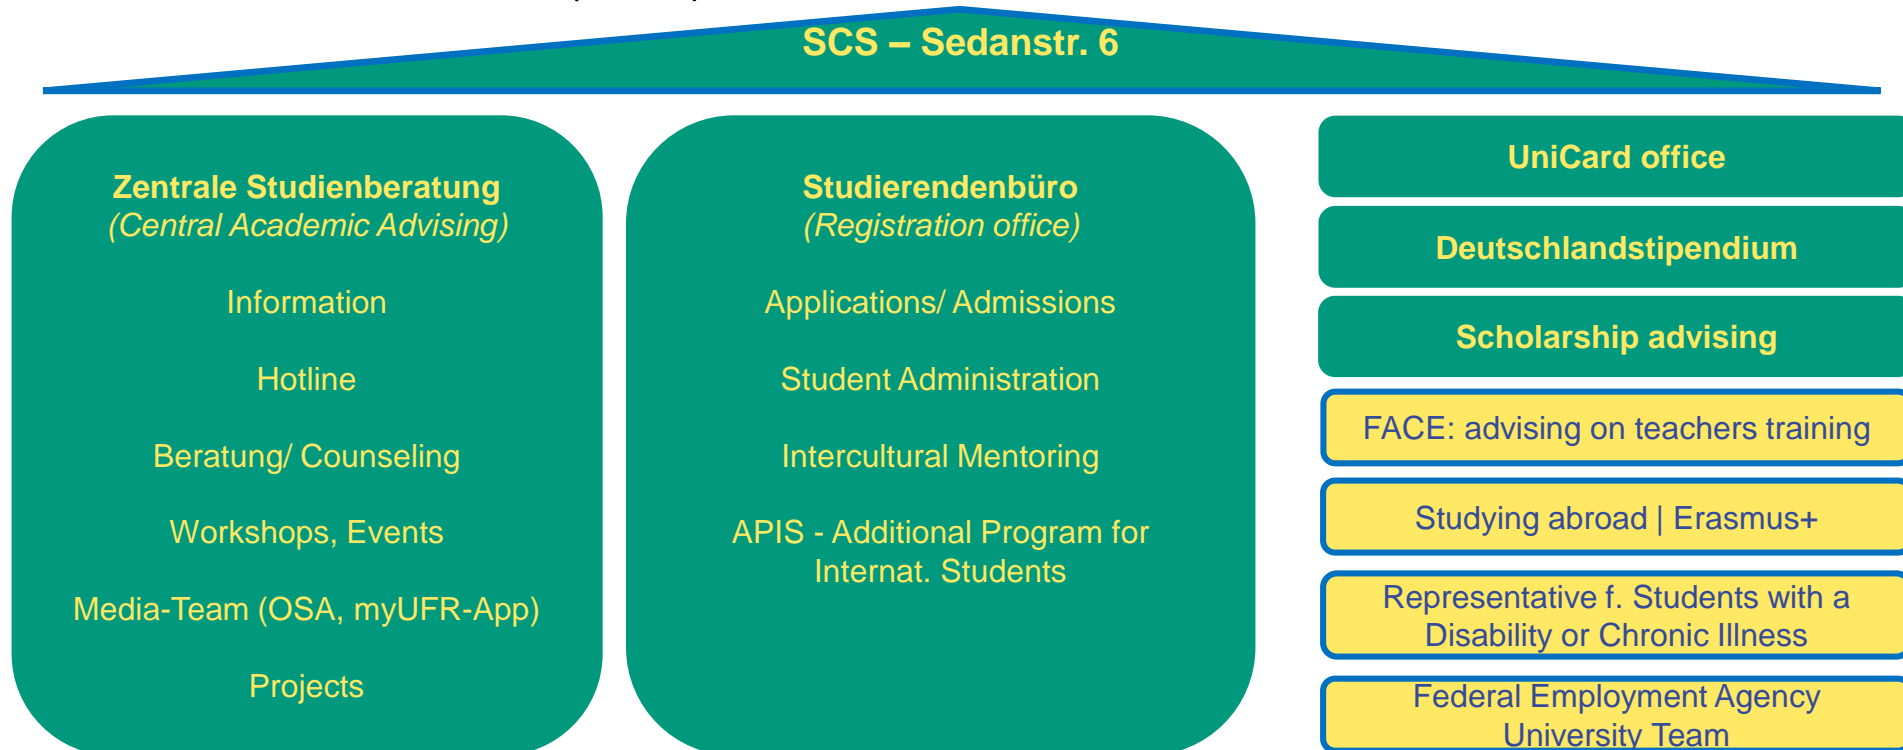 SCS – Sedanstr. 6
Zentrale Studienberatung
(Central Academic Advising)
Information
Hotline
Beratung/ Counseling
Workshops, Events
Media-Team (OSA, myUFR-App)
Projects
Studierendenbüro
(Registration office)
Applications/ Admissions
Student Administration
Intercultural Mentoring
APIS - Additional Program for
Internat. Students
UniCard office
Deutschlandstipendium
Scholarship advising
FACE: advising on teachers training
Studying abroad | Erasmus+
Representative f. Students with a
Disability or Chronic Illness
Federal Employment Agency
University Team